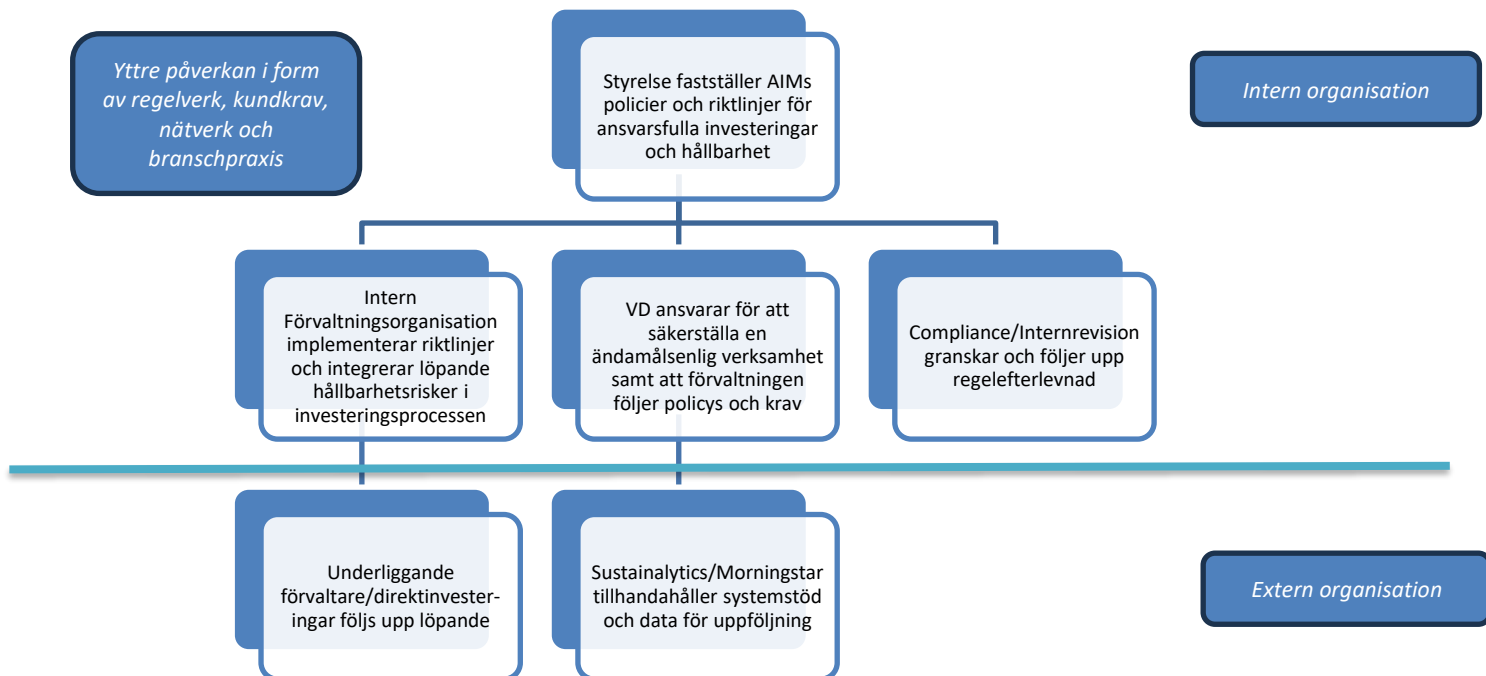 Yttre påverkan i form
av regelverk, kundkrav,
nätverk och
branschpraxis
Styrelse fastställer AIMs
policier och riktlinjer för
ansvarsfulla investeringar
och hållbarhet
Intern organisation
Intern
Förvaltningsorganisation
implementerar riktlinjer
och integrerar löpande
hållbarhetsrisker i
investeringsprocessen
VD ansvarar för att
säkerställa en
ändamålsenlig verksamhet
samt att förvaltningen
följer policys och krav
Compliance/Internrevision
granskar och följer upp
regelefterlevnad
Underliggande
förvaltare/direktinvester-
ingar följs upp löpande
Sustainalytics/Morningstar
tillhandahåller systemstöd
och data för uppföljning
Extern organisation